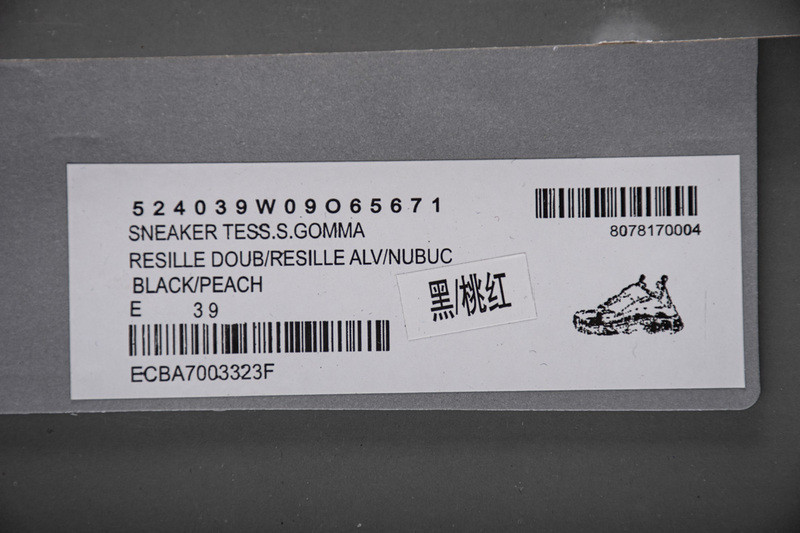 524039W09O65671
SNEAKER TESS.S.GOMMA
RESILLE DOUB/RESILLE ALV/NUBUC
BLACK/PEACH
E 39
ECBA7003323F
黑/桃红
8078170004